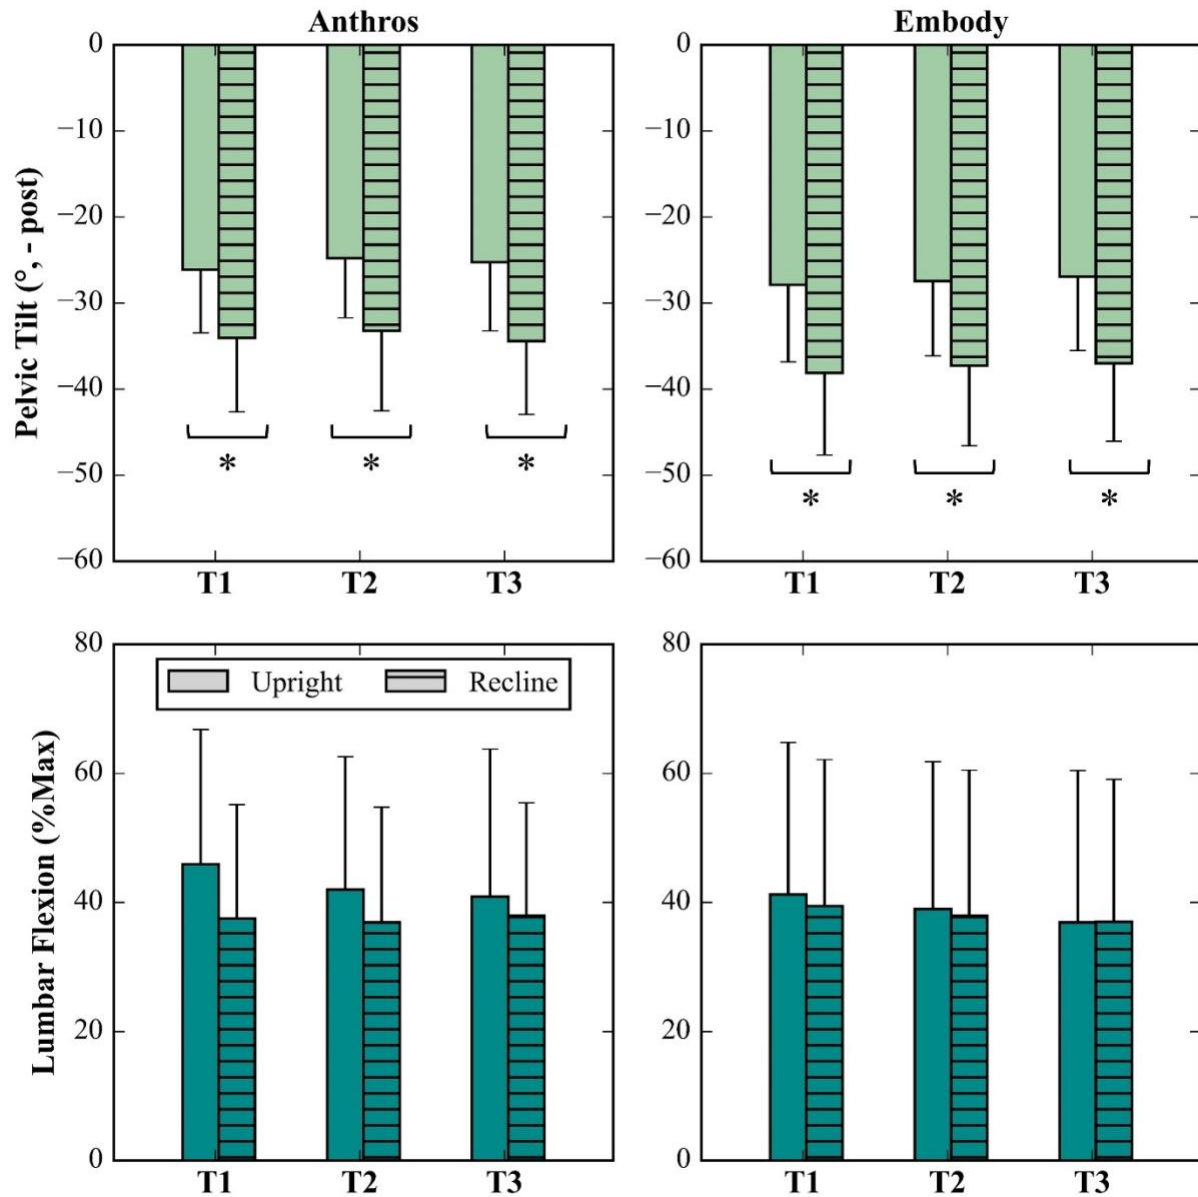 Anthros
Embody
0
−10
−20
−30
−40
−50
−60
Pelvic Tilt (°, - post)
*
*
*
T1
T2
T3
0
−10
−20
−30
−40
−50
−60
*
*
*
T1
T2
T3
80
60
40
20
0
Lumbar Flexion (%Max)
Upright
Recline
T1
T2
T3
80
60
40
20
0
T1
T2
T3